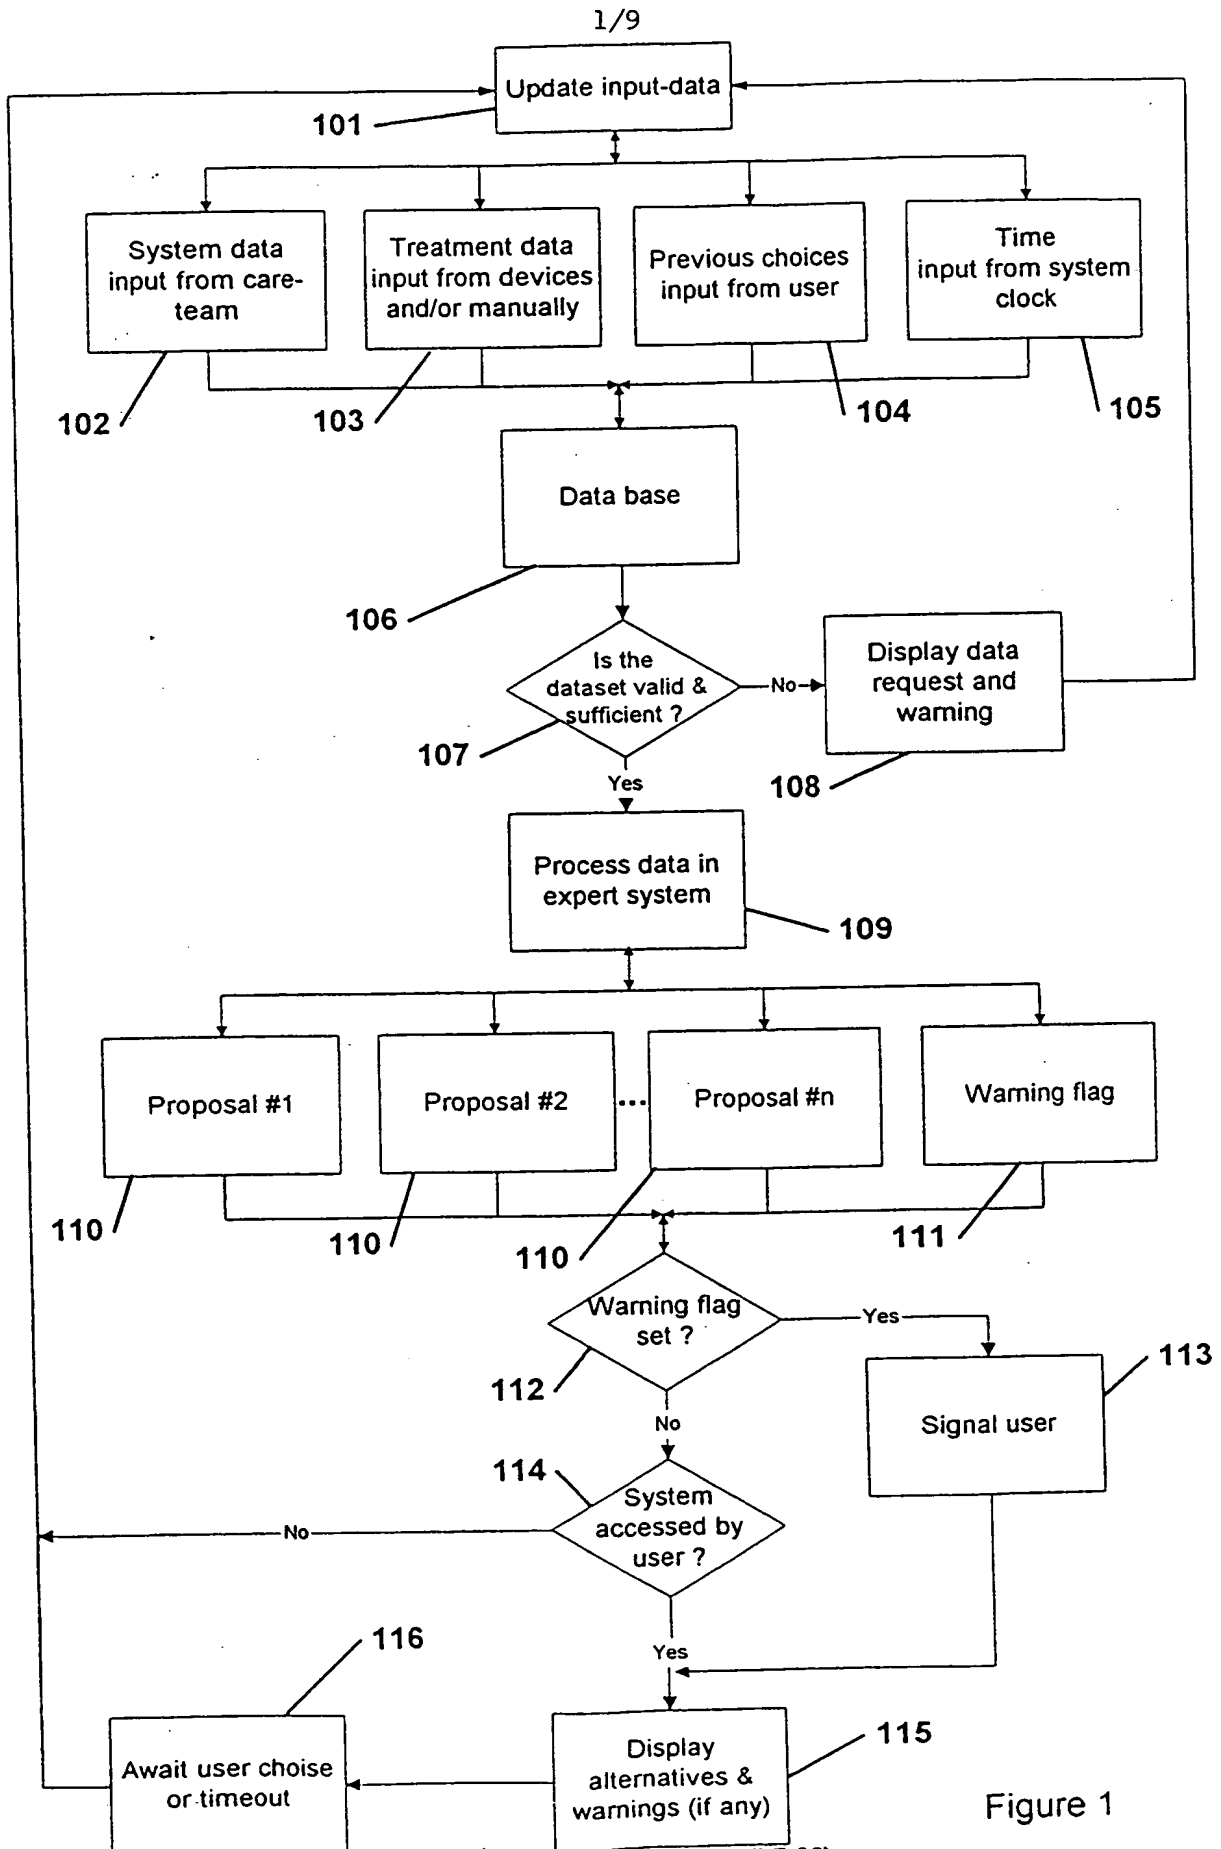 1/9
Update input-data
101
System data
input from care-
team
Treatment data
input from devices
and/or manually
Previous choices
input from user
Time
input from system
clock
102
103
104
105
Data base
106
Is the
dataset valid &
sufficient ?
No
Display data
request and
warning
107
108
Yes
Process data in
expert system
109
Proposal #1
Proposal #2
...
Proposal #n
Warning flag
110
110
110
111
Warning flag
set ?
Yes
112
113
No
Signal user
114
System
accessed by
user ?
No
Yes
116
115
Await user choise
or timeout
Display
alternatives &
warnings (if any)
Figure 1